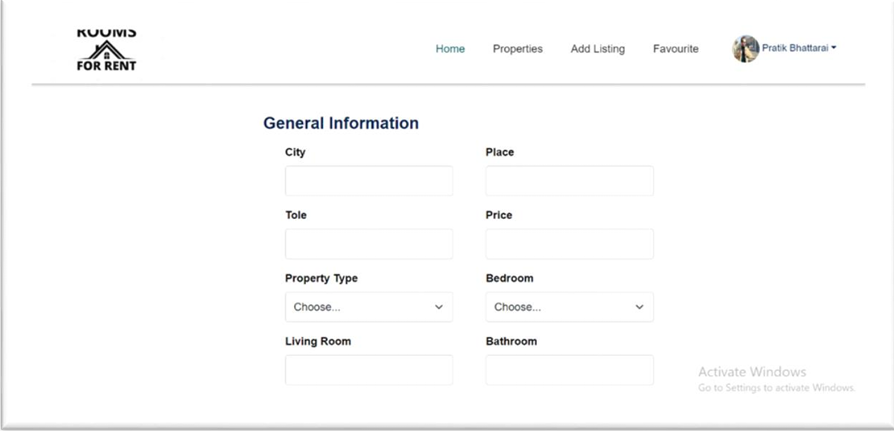 ROOMS
FOR RENT
Home Properties Add Listing Favourite Pratik Bhattarai
General Information
City Place
Tole Price
Property Type Bedroom
Choose... Choose...
Living Room Bathroom
Activate Windows
Go to Settings to activate Windows.